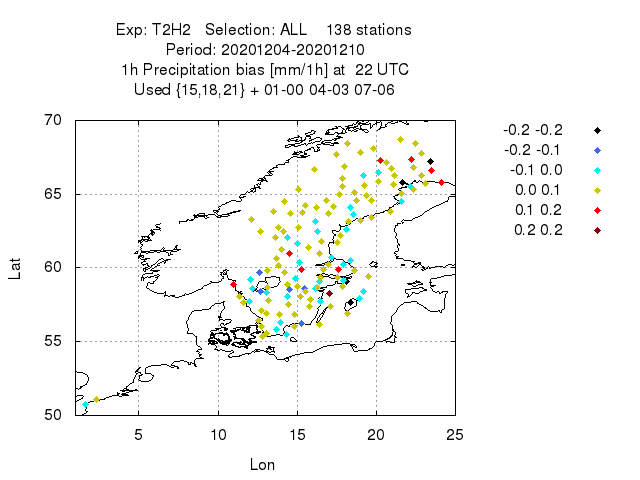 Exp: T2H2 Selection: ALL 138 stations
Period: 20201204-20201210
1h Precipitation bias [mm/1h] at 22 UTC
Used {15,18,21} + 01-00 04-03 07-06
70
65
60
55
50
5 10 15 20 25
Lat
Lon
-0.2 -0.2
-0.2 -0.1
-0.1 0.0
0.0 0.1
0.1 0.2
0.2 0.2